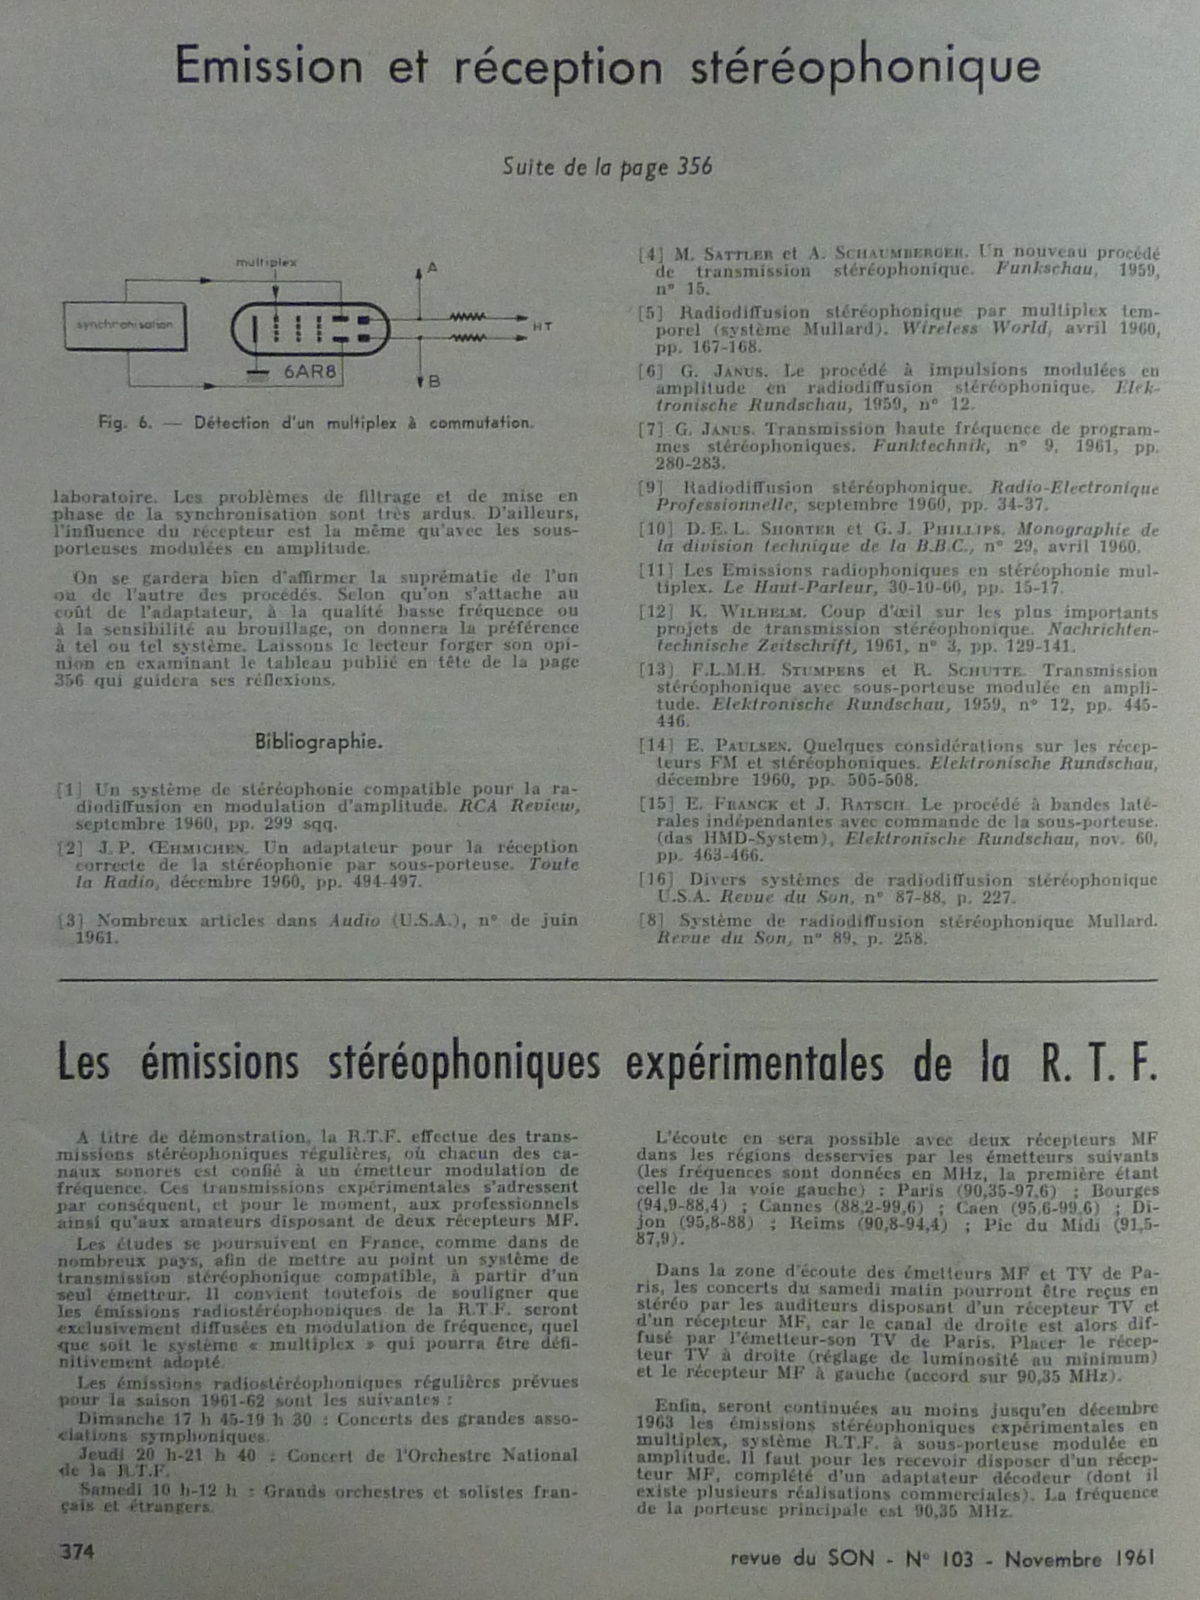 Emission et réception stéréophonique
Suite de la page 356
multiplex
A
synchronisation
HT
6AR8
B
Fig. 6. — Détection d'un multiplex à commutation.
laboratoire. Les problèmes de filtrage et de mise en
phase de la synchronisation sont très ardus. D'ailleurs,
l'influence du récepteur est la même qu'avec les sous-
porteuses modulées en amplitude.
On se gardera bien d'affirmer la suprématie de l'un
ou de l'autre des procédés. Selon qu'on s'attache au
coût de l'adaptateur, à la qualité basse fréquence ou
à la sensibilité au brouillage, on donnera la préférence
à tel ou tel système. Laissons le lecteur forger son opi-
nion en examinant le tableau publié en tête de la page
356 qui guidera ses réflexions.
Bibliographie.
[1] Un système de stéréophonie compatible pour la ra-
diodiffusion en modulation d'amplitude. RCA Review,
septembre 1960, pp. 299 sqq.
[2] J.P. ŒHMICHEN. Un adaptateur pour la réception
correcte de la stéréophonie par sous-porteuse. Toute
la Radio, décembre 1960, pp. 494-497.
[3] Nombreux articles dans Audio (U.S.A.), n° de juin
1961.
[4] M. SATTLER et A. SCHAUMBERGER. Un nouveau procédé
de transmission stéréophonique. Funkschau, 1959,
n° 15.
[5] Radiodiffusion stéréophonique par multiplex tem-
porel (système Mullard). Wireless World, avril 1960,
pp. 167-168.
[6] G. JANUS. Le procédé à impulsions modulées en
amplitude en radiodiffusion stéréophonique. Elek-
tronische Rundschau, 1959, n° 12.
[7] G. JANUS. Transmission haute fréquence de program-
mes stéréophoniques. Funktechnik, n° 9, 1961, pp.
280-283.
[9] Radiodiffusion stéréophonique. Radio-Electronique
Professionnelle, septembre 1960, pp. 34-37.
[10] D.E.L. SHORTER et G.J. PHILLIPS. Monographie de
la division technique de la B.B.C., n° 29, avril 1960.
[11] Les Emissions radiophoniques en stéréophonie mul-
tiplex. Le Haut-Parleur, 30-10-60, pp. 15-17.
[12] K. WILHELM. Coup d'œil sur les plus importants
projets de transmission stéréophonique. Nachrichten-
technische Zeitschrift, 1961, n° 3, pp. 129-141.
[13] F.L.M.H. STUMPERS et R. SCHUTTE. Transmission
stéréophonique avec sous-porteuse modulée en ampli-
tude. Elektronische Rundschau, 1959, n° 12, pp. 445-
446.
[14] E. PAULSEN. Quelques considérations sur les récep-
teurs FM et stéréophoniques. Elektronische Rundschau,
décembre 1960, pp. 505-508.
[15] E. FRANCK et J. RATSCH. Le procédé à bandes laté-
rales indépendantes avec commande de la sous-porteuse.
(das HMD-System), Elektronische Rundschau, nov. 60,
pp. 463-466.
[16] Divers systèmes de radiodiffusion stéréophonique
U.S.A. Revue du Son, n° 87-88, p. 227.
[8] Système de radiodiffusion stéréophonique Mullard.
Revue du Son, n° 89, p. 258.
Les émissions stéréophoniques expérimentales de la R. T. F.
A titre de démonstration, la R.T.F. effectue des trans-
missions stéréophoniques régulières, où chacun des ca-
naux sonores est confié à un émetteur modulation de
fréquence. Ces transmissions expérimentales s'adressent
par conséquent, et pour le moment, aux professionnels
ainsi qu'aux amateurs disposant de deux récepteurs MF.
Les études se poursuivent en France, comme dans de
nombreux pays, afin de mettre au point un système de
transmission stéréophonique compatible, à partir d'un
seul émetteur. Il convient toutefois de souligner que
les émissions radiostéréophoniques de la R.T.F. seront
exclusivement diffusées en modulation de fréquence, quel
que soit le système « multiplex » qui pourra être défi-
nitivement adopté.
Les émissions radiostéréophoniques régulières prévues
pour la saison 1961-62 sont les suivantes :
Dimanche 17 h 45-19 h 30 : Concerts des grandes asso-
ciations symphoniques.
Jeudi 20 h-21 h 40 : Concert de l'Orchestre National
de la R.T.F.
Samedi 10 h-12 h : Grands orchestres et solistes fran-
çais et étrangers.
L'écoute en sera possible avec deux récepteurs MF
dans les régions desservies par les émetteurs suivants
(les fréquences sont données en MHz, la première étant
celle de la voie gauche) : Paris (90,35-97,6) ; Bourges
(94,9-88,4) ; Cannes (88,2-99,6) ; Caen (95,6-99,6) ; Di-
jon (95,8-88) ; Reims (90,8-94,4) ; Pic du Midi (91,5-
87,9).
Dans la zone d'écoute des émetteurs MF et TV de Pa-
ris, les concerts du samedi matin pourront être reçus en
stéréo par les auditeurs disposant d'un récepteur TV et
d'un récepteur MF, car le canal de droite est alors dif-
fusé par l'émetteur-son TV de Paris. Placer le récep-
teur TV à droite (réglage de luminosité au minimum)
et le récepteur MF à gauche (accord sur 90,35 MHz).
Enfin, seront continuées au moins jusqu'en décembre
1963 les émissions stéréophoniques expérimentales en
multiplex, système R.T.F. à sous-porteuse modulée en
amplitude. Il faut pour les recevoir disposer d'un récep-
teur MF, complété d'un adaptateur décodeur (dont il
existe plusieurs réalisations commerciales). La fréquence
de la porteuse principale est 90,35 MHz.
374
revue du SON - N° 103 - Novembre 1961